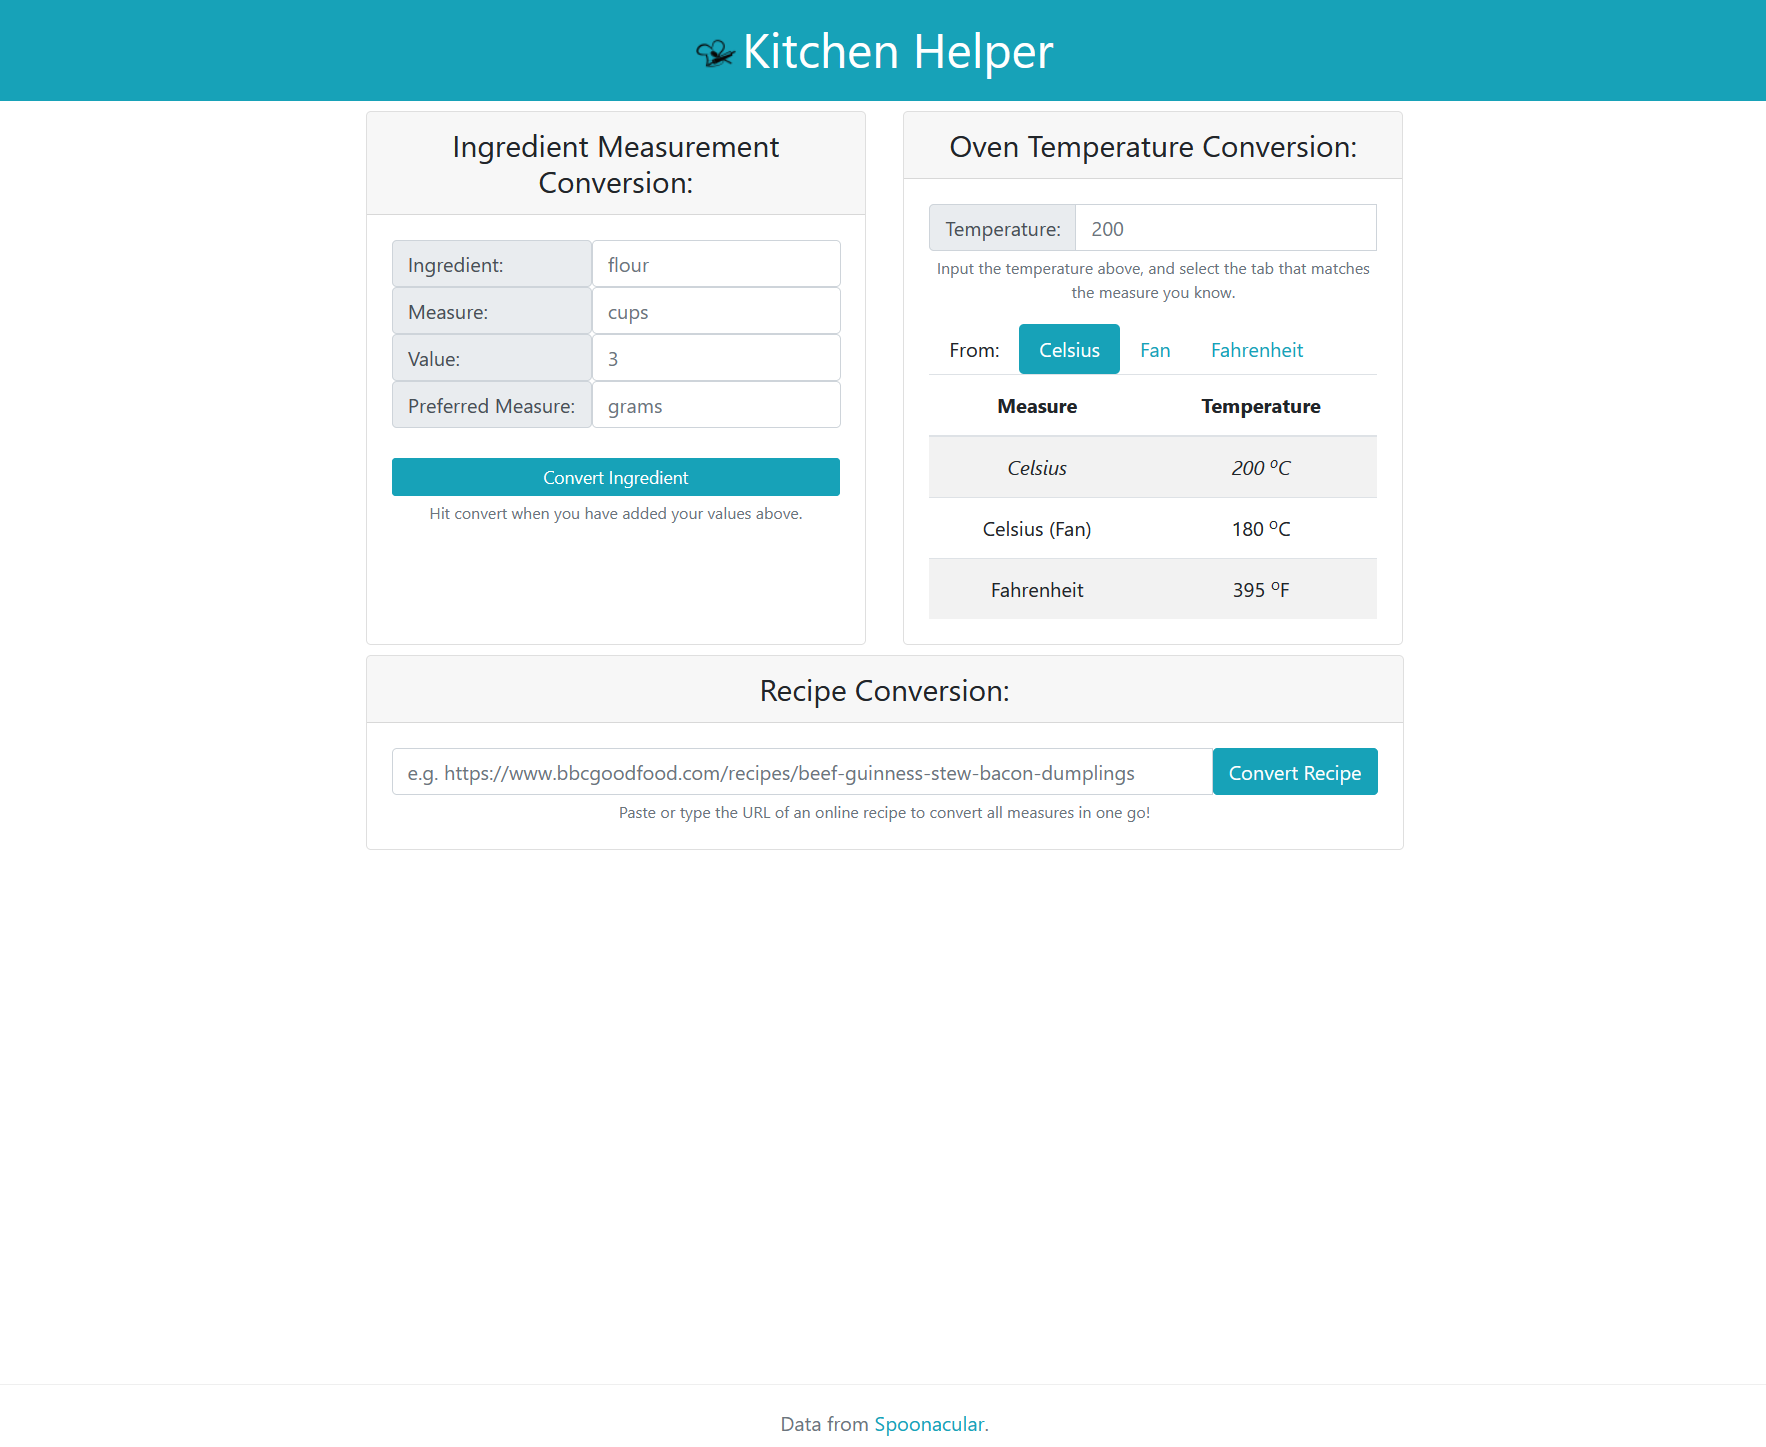 Kitchen Helper
Ingredient Measurement
Conversion:
Ingredient: flour
Measure: cups
Value: 3
Preferred Measure: grams
Convert Ingredient
Hit convert when you have added your values above.
Oven Temperature Conversion:
Temperature: 200
Input the temperature above, and select the tab that matches
the measure you know.
From: Celsius Fan Fahrenheit
Measure Temperature
Celsius 200 ºC
Celsius (Fan) 180 ºC
Fahrenheit 395 ºF
Recipe Conversion:
e.g. https://www.bbcgoodfood.com/recipes/beef-guinness-stew-bacon-dumplings Convert Recipe
Paste or type the URL of an online recipe to convert all measures in one go!
Data from Spoonacular.